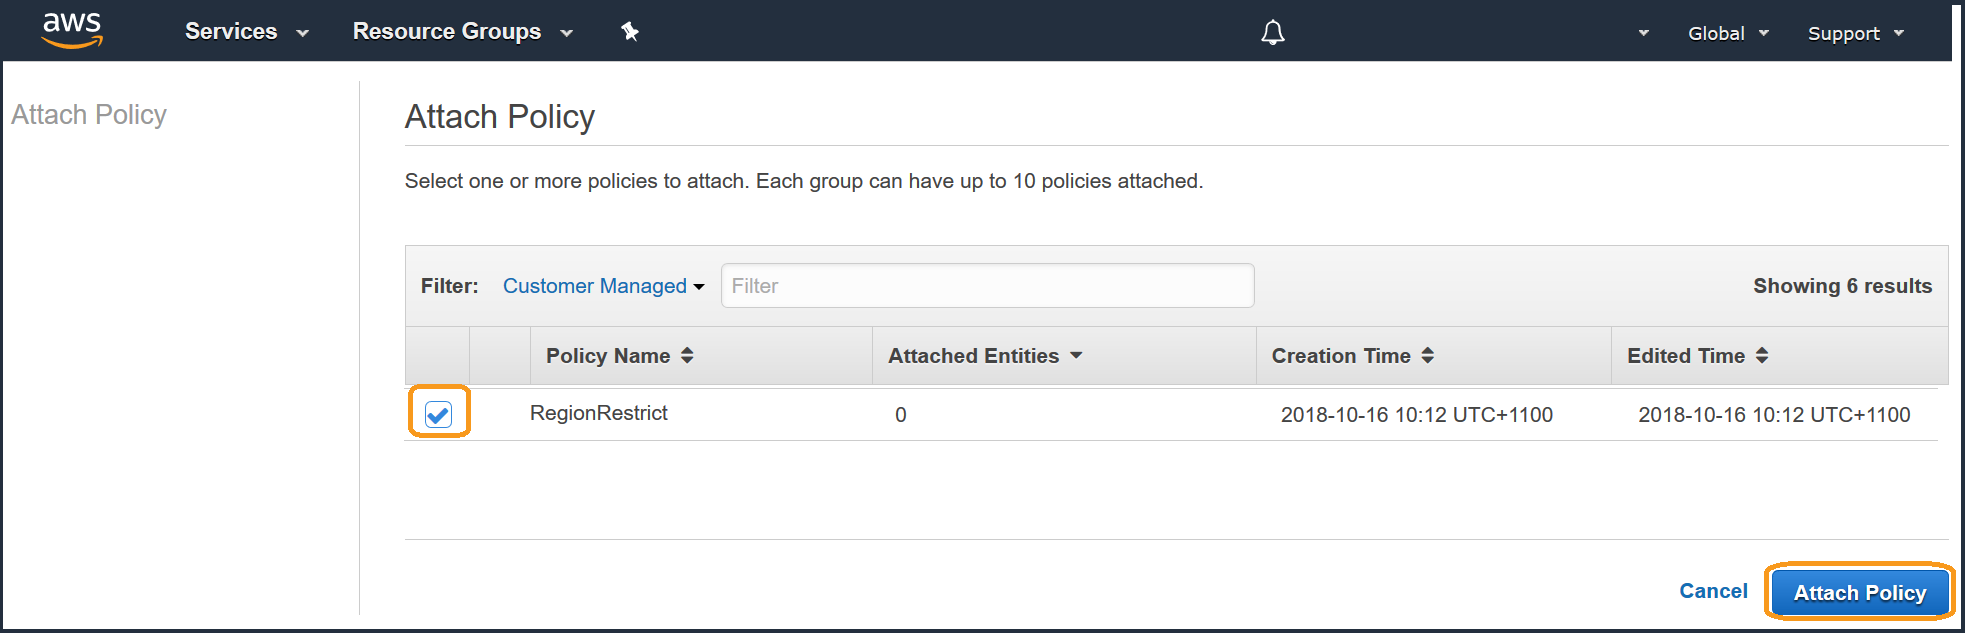 aws Services Resource Groups Global Support
Attach Policy
Attach Policy
Select one or more policies to attach. Each group can have up to 10 policies attached.
Filter: Customer Managed Filter Showing 6 results
Policy Name Attached Entities Creation Time Edited Time
RegionRestrict 0 2018-10-16 10:12 UTC+1100 2018-10-16 10:12 UTC+1100
Cancel Attach Policy